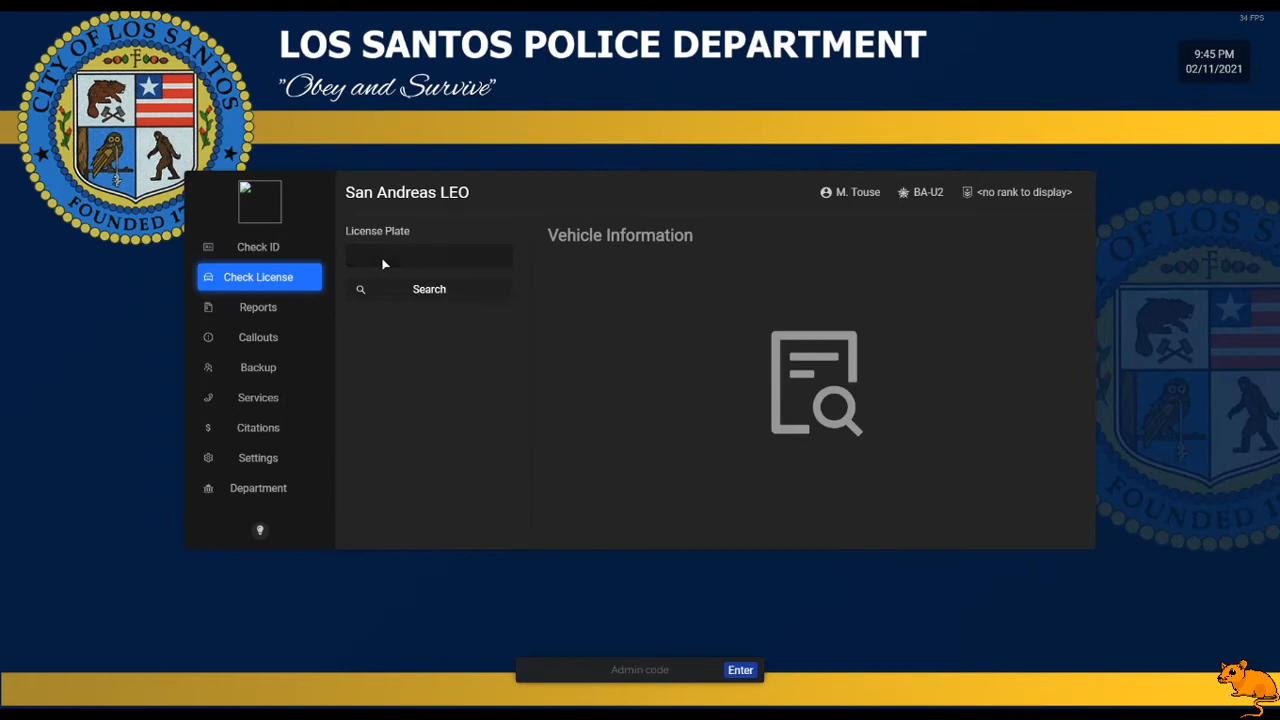 34 FPS
LOS SANTOS POLICE DEPARTMENT
"Obey and Survive"
9:45 PM
02/11/2021
CITY OF LOS SANTOS
FOUNDED 17
San Andreas LEO
M. Touse
BA-U2
<no rank to display>
Check ID
Check License
Reports
Callouts
Backup
Services
Citations
Settings
Department
License Plate
Search
Vehicle Information
Admin code
Enter